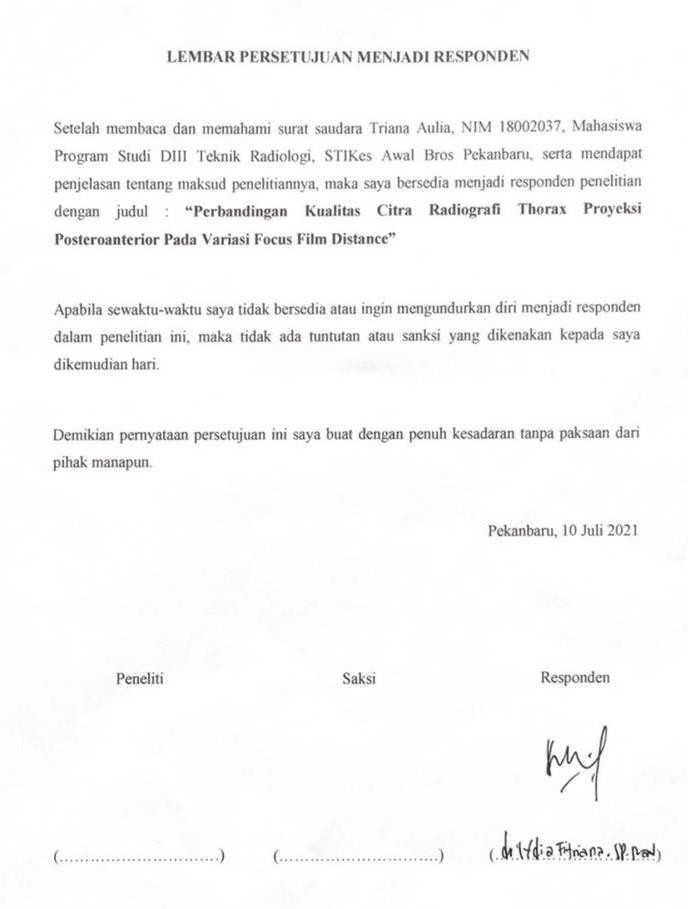 LEMBAR PERSETUJUAN MENJADI RESPONDEN
Setelah membaca dan memahami surat saudara Triana Aulia, NIM 18002037, Mahasiswa
Program Studi DIII Teknik Radiologi, STIKes Awal Bros Pekanbaru, serta mendapat
penjelasan tentang maksud penelitiannya, maka saya bersedia menjadi responden penelitian
dengan judul : “Perbandingan Kualitas Citra Radiografi Thorax Proyeksi
Posteroanterior Pada Variasi Focus Film Distance”
Apabila sewaktu-waktu saya tidak bersedia atau ingin mengundurkan diri menjadi responden
dalam penelitian ini, maka tidak ada tuntutan atau sanksi yang dikenakan kepada saya
dikemudian hari.
Demikian pernyataan persetujuan ini saya buat dengan penuh kesadaran tanpa paksaan dari
pihak manapun.
Pekanbaru, 10 Juli 2021
Peneliti Saksi Responden
(..............................) (..............................) (dr Lydia Fitriana. SP. Rad)